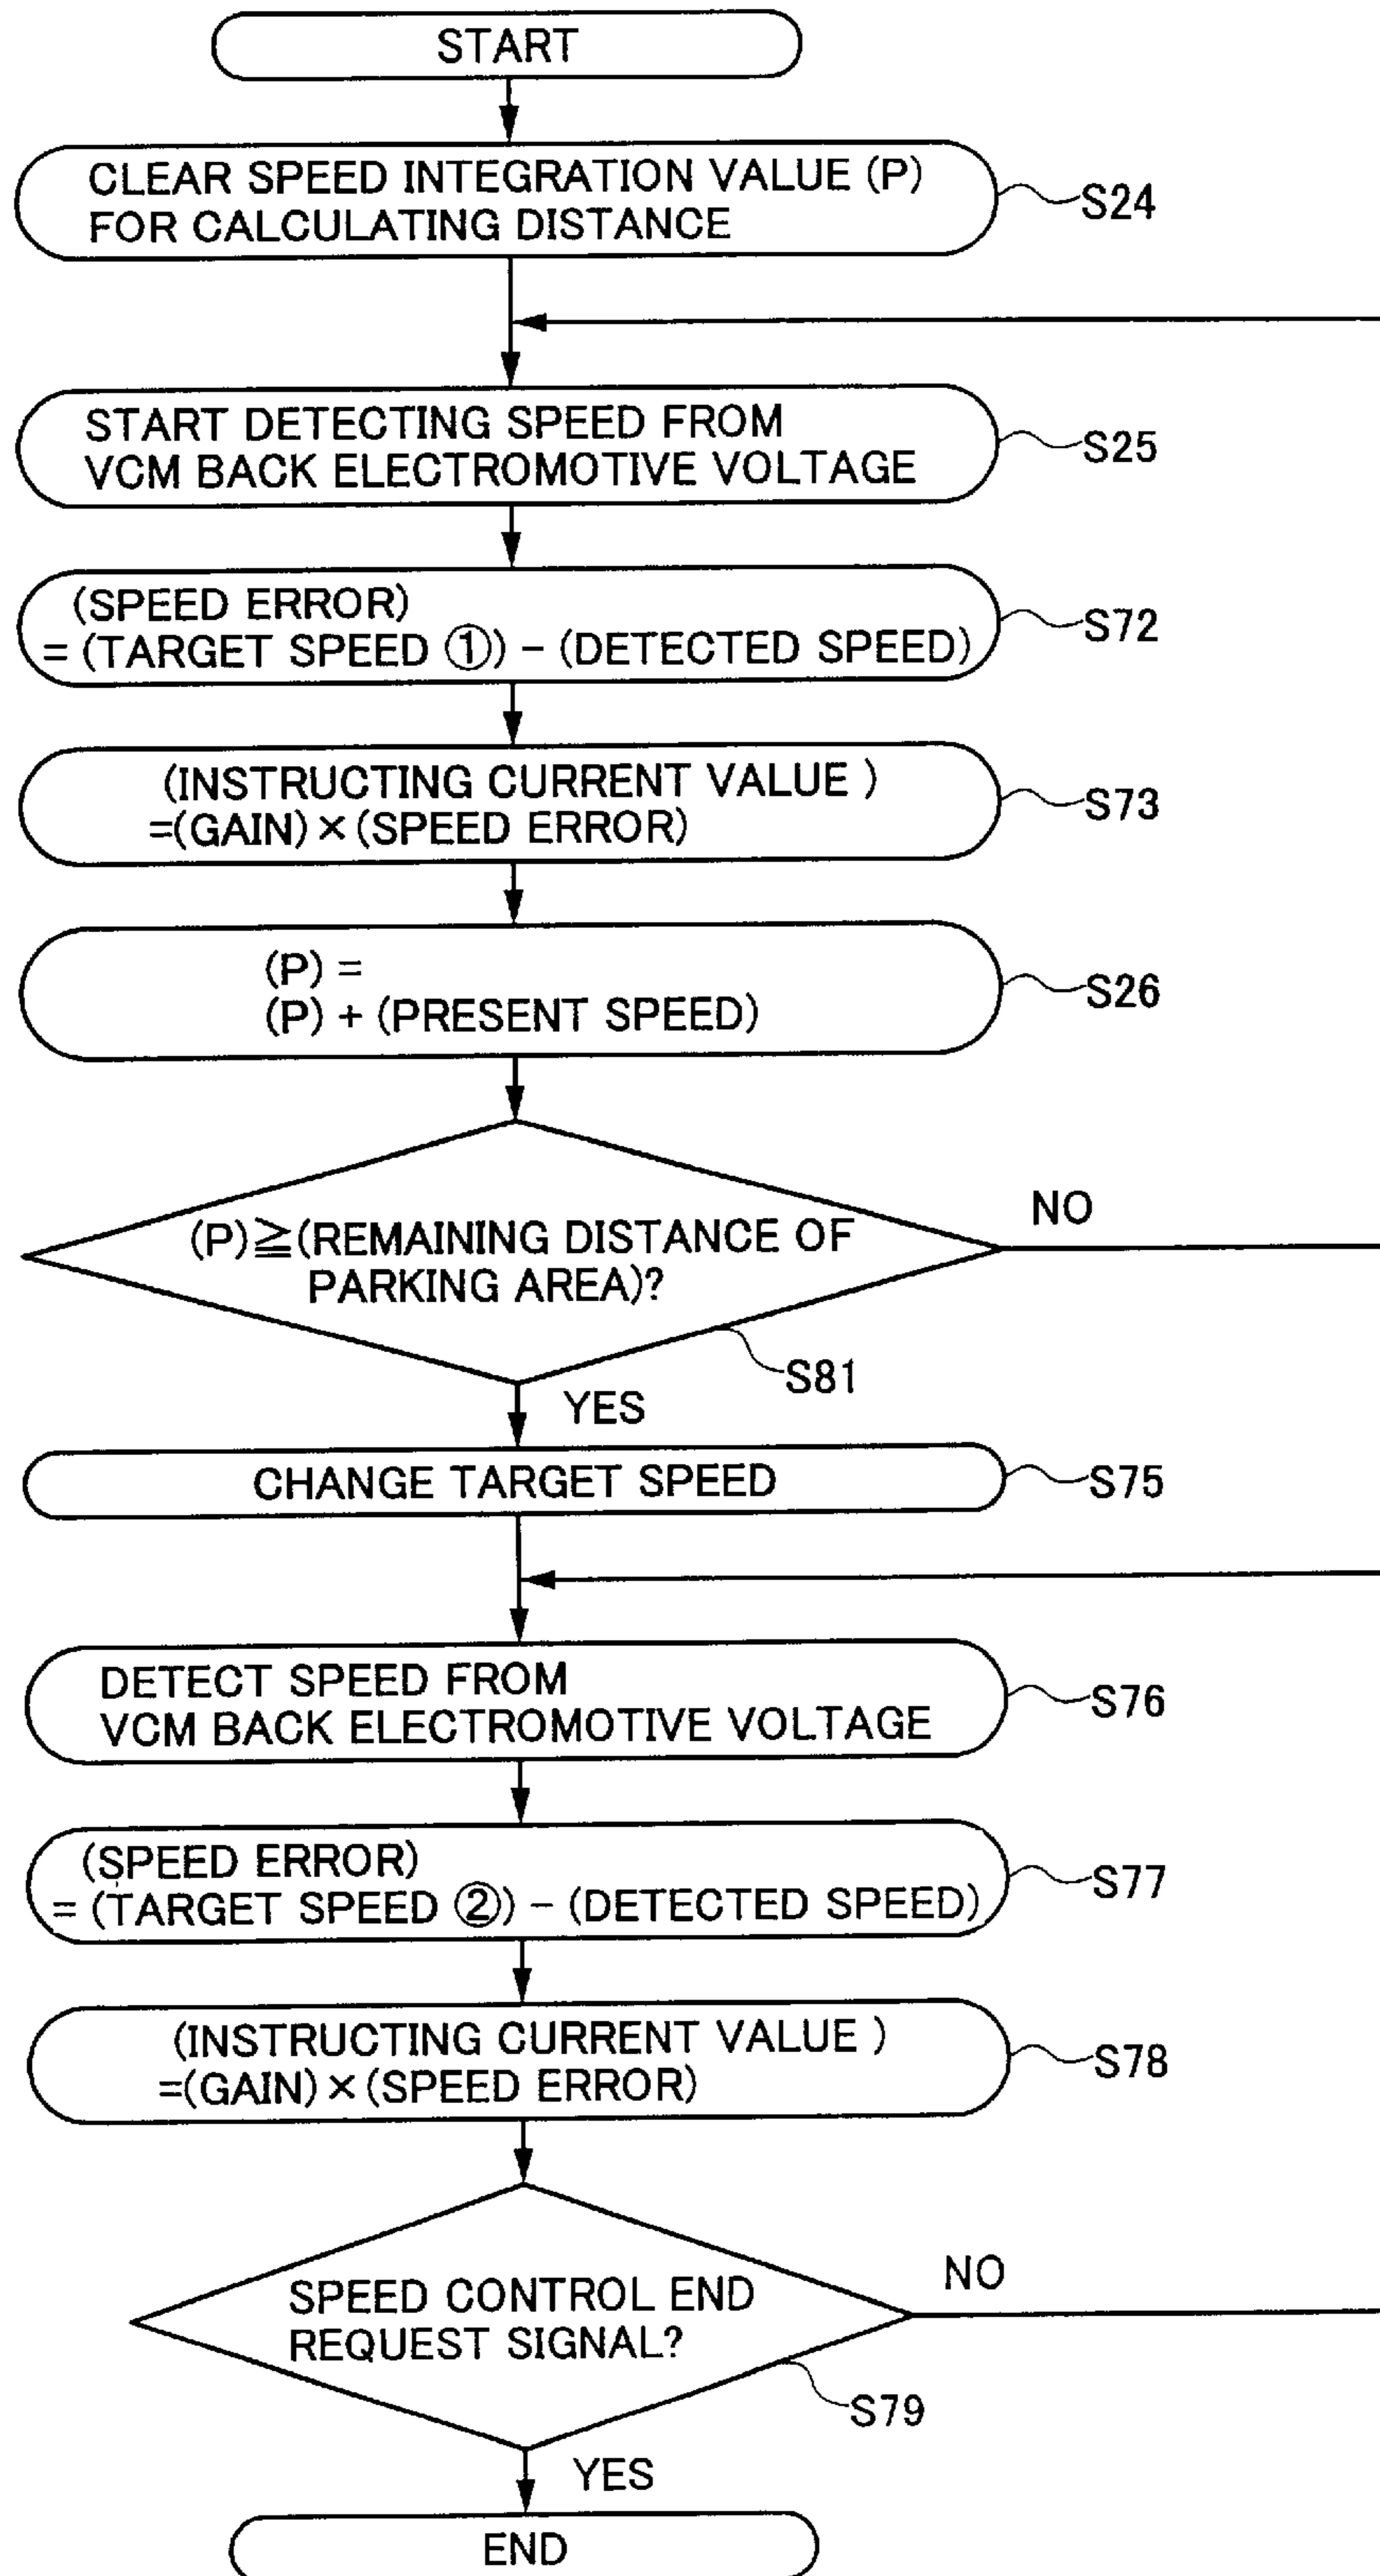 START
CLEAR SPEED INTEGRATION VALUE (P)
FOR CALCULATING DISTANCE
S24
START DETECTING SPEED FROM
VCM BACK ELECTROMOTIVE VOLTAGE
S25
(SPEED ERROR)
= (TARGET SPEED ①) − (DETECTED SPEED)
S72
(INSTRUCTING CURRENT VALUE )
=(GAIN) × (SPEED ERROR)
S73
(P) =
(P) + (PRESENT SPEED)
S26
(P)≧(REMAINING DISTANCE OF
PARKING AREA)?
NO
S81
YES
CHANGE TARGET SPEED
S75
DETECT SPEED FROM
VCM BACK ELECTROMOTIVE VOLTAGE
S76
(SPEED ERROR)
= (TARGET SPEED ②) − (DETECTED SPEED)
S77
(INSTRUCTING CURRENT VALUE )
=(GAIN) × (SPEED ERROR)
S78
SPEED CONTROL END
REQUEST SIGNAL?
NO
S79
YES
END